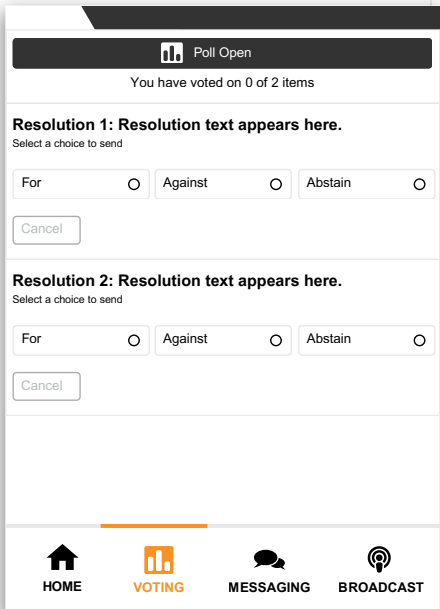 Poll Open
You have voted on 0 of 2 items
Resolution 1: Resolution text appears here.
Select a choice to send
For Against Abstain
Cancel
Resolution 2: Resolution text appears here.
Select a choice to send
For Against Abstain
Cancel
HOME VOTING MESSAGING BROADCAST